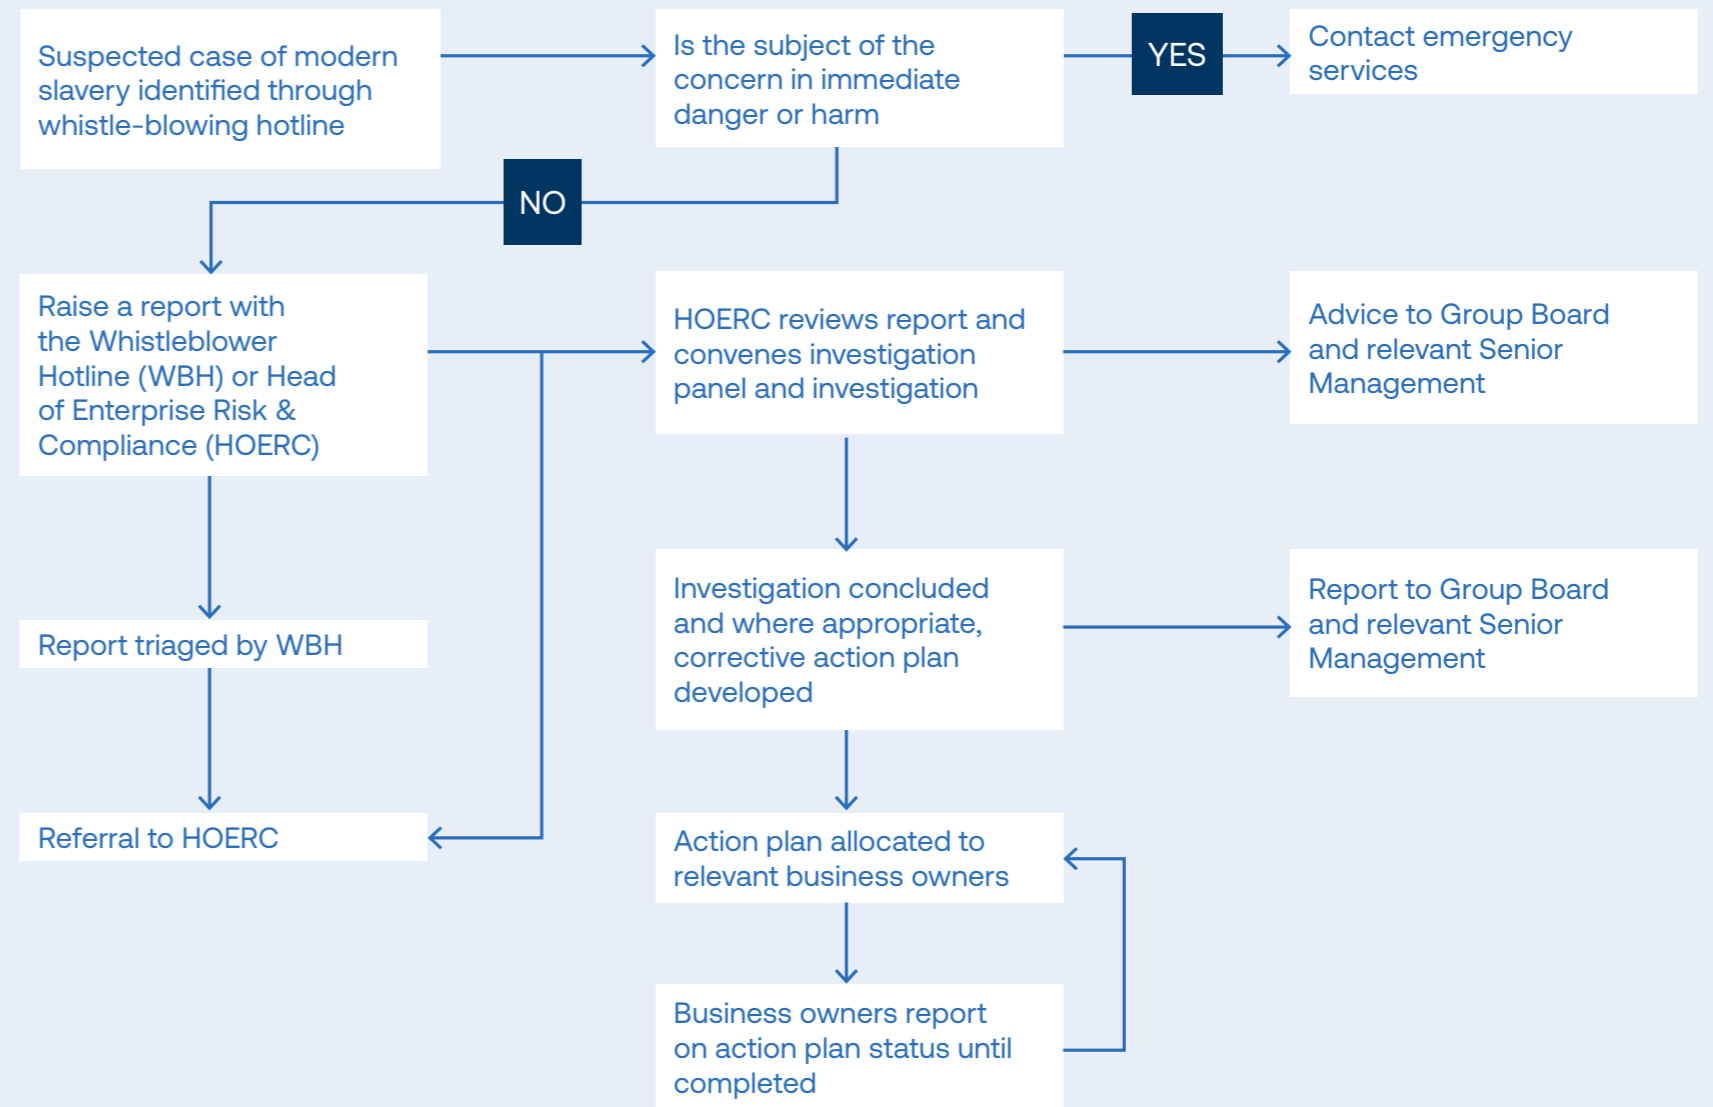 Suspected case of modern
slavery identified through
whistle-blowing hotline
Is the subject of the
concern in immediate
danger or harm
YES
Contact emergency
services
NO
Raise a report with
the Whistleblower
Hotline (WBH) or Head
of Enterprise Risk &
Compliance (HOERC)
HOERC reviews report and
convenes investigation
panel and investigation
Advice to Group Board
and relevant Senior
Management
Report triaged by WBH
Investigation concluded
and where appropriate,
corrective action plan
developed
Report to Group Board
and relevant Senior
Management
Referral to HOERC
Action plan allocated to
relevant business owners
Business owners report
on action plan status until
completed